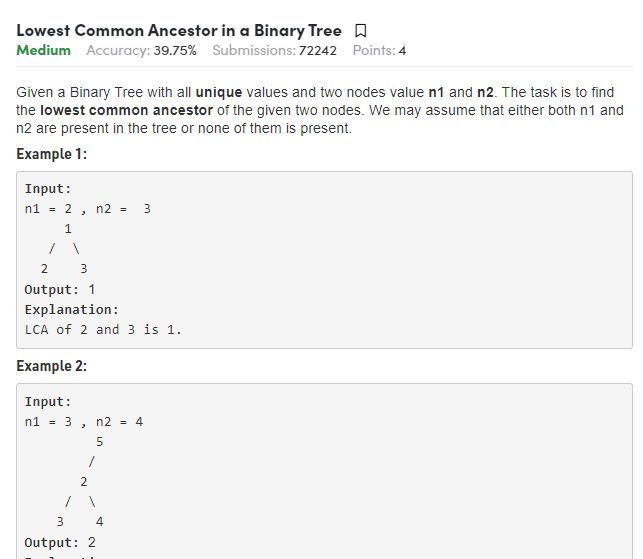 Lowest Common Ancestor in a Binary Tree
Medium Accuracy: 39.75% Submissions: 72242 Points: 4
Given a Binary Tree with all unique values and two nodes value n1 and n2. The task is to find
the lowest common ancestor of the given two nodes. We may assume that either both n1 and
n2 are present in the tree or none of them is present.
Example 1:
Input:
n1 = 2 , n2 =  3
1
/ \
2 3
Output: 1
Explanation:
LCA of 2 and 3 is 1.
Example 2:
Input:
n1 = 3 , n2 = 4
5
/
2
/ \
3 4
Output: 2